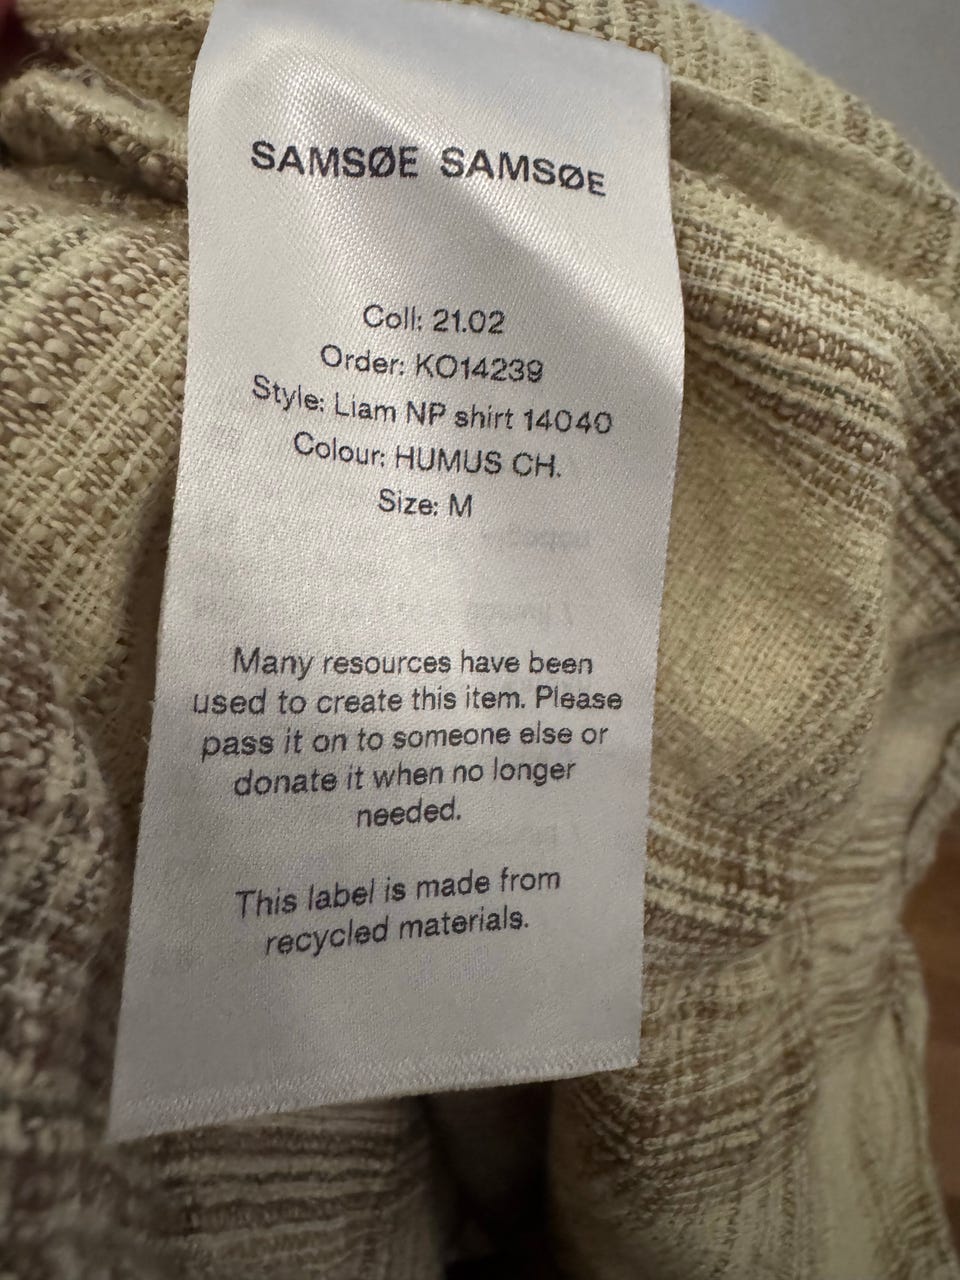 SAMSØE SAMSØE
Coll: 21.02
Order: KO14239
Style: Liam NP shirt 14040
Colour: HUMUS CH.
Size: M
Many resources have been
used to create this item. Please
pass it on to someone else or
donate it when no longer
needed.
This label is made from
recycled materials.